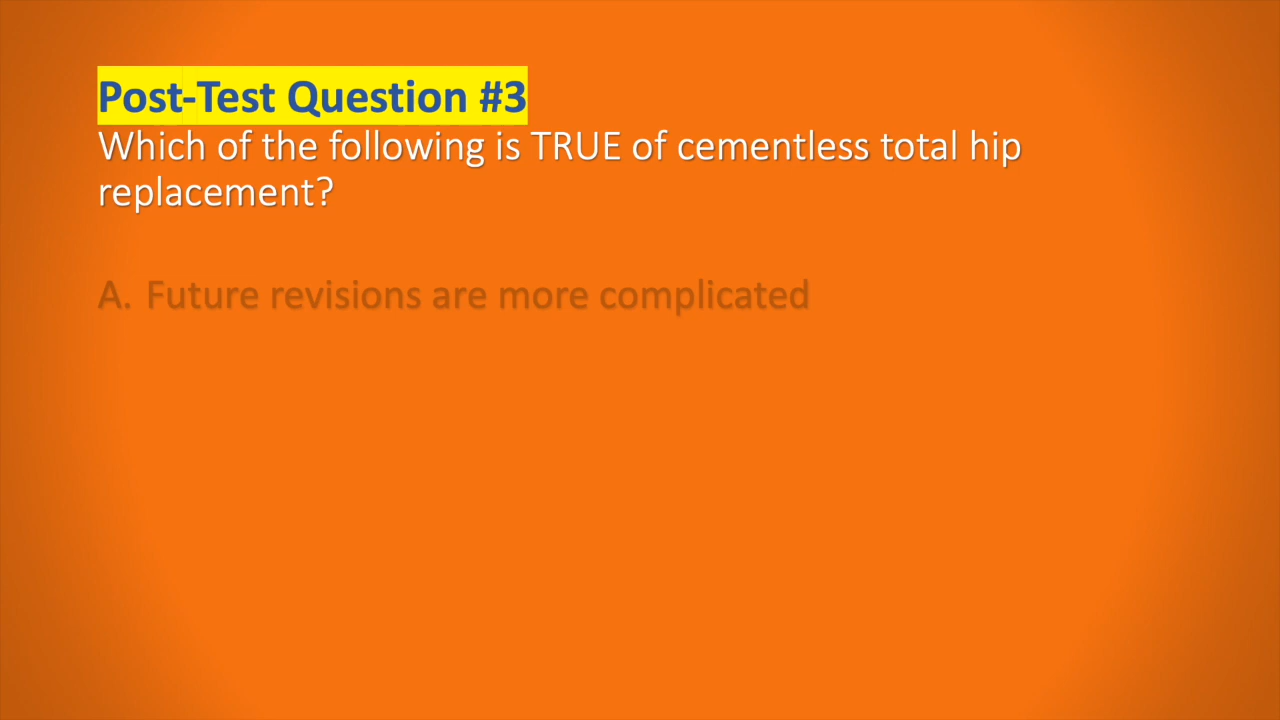 Post-Test Question #3
Which of the following is TRUE of cementless total hip
replacement?
A. Future revisions are more complicated